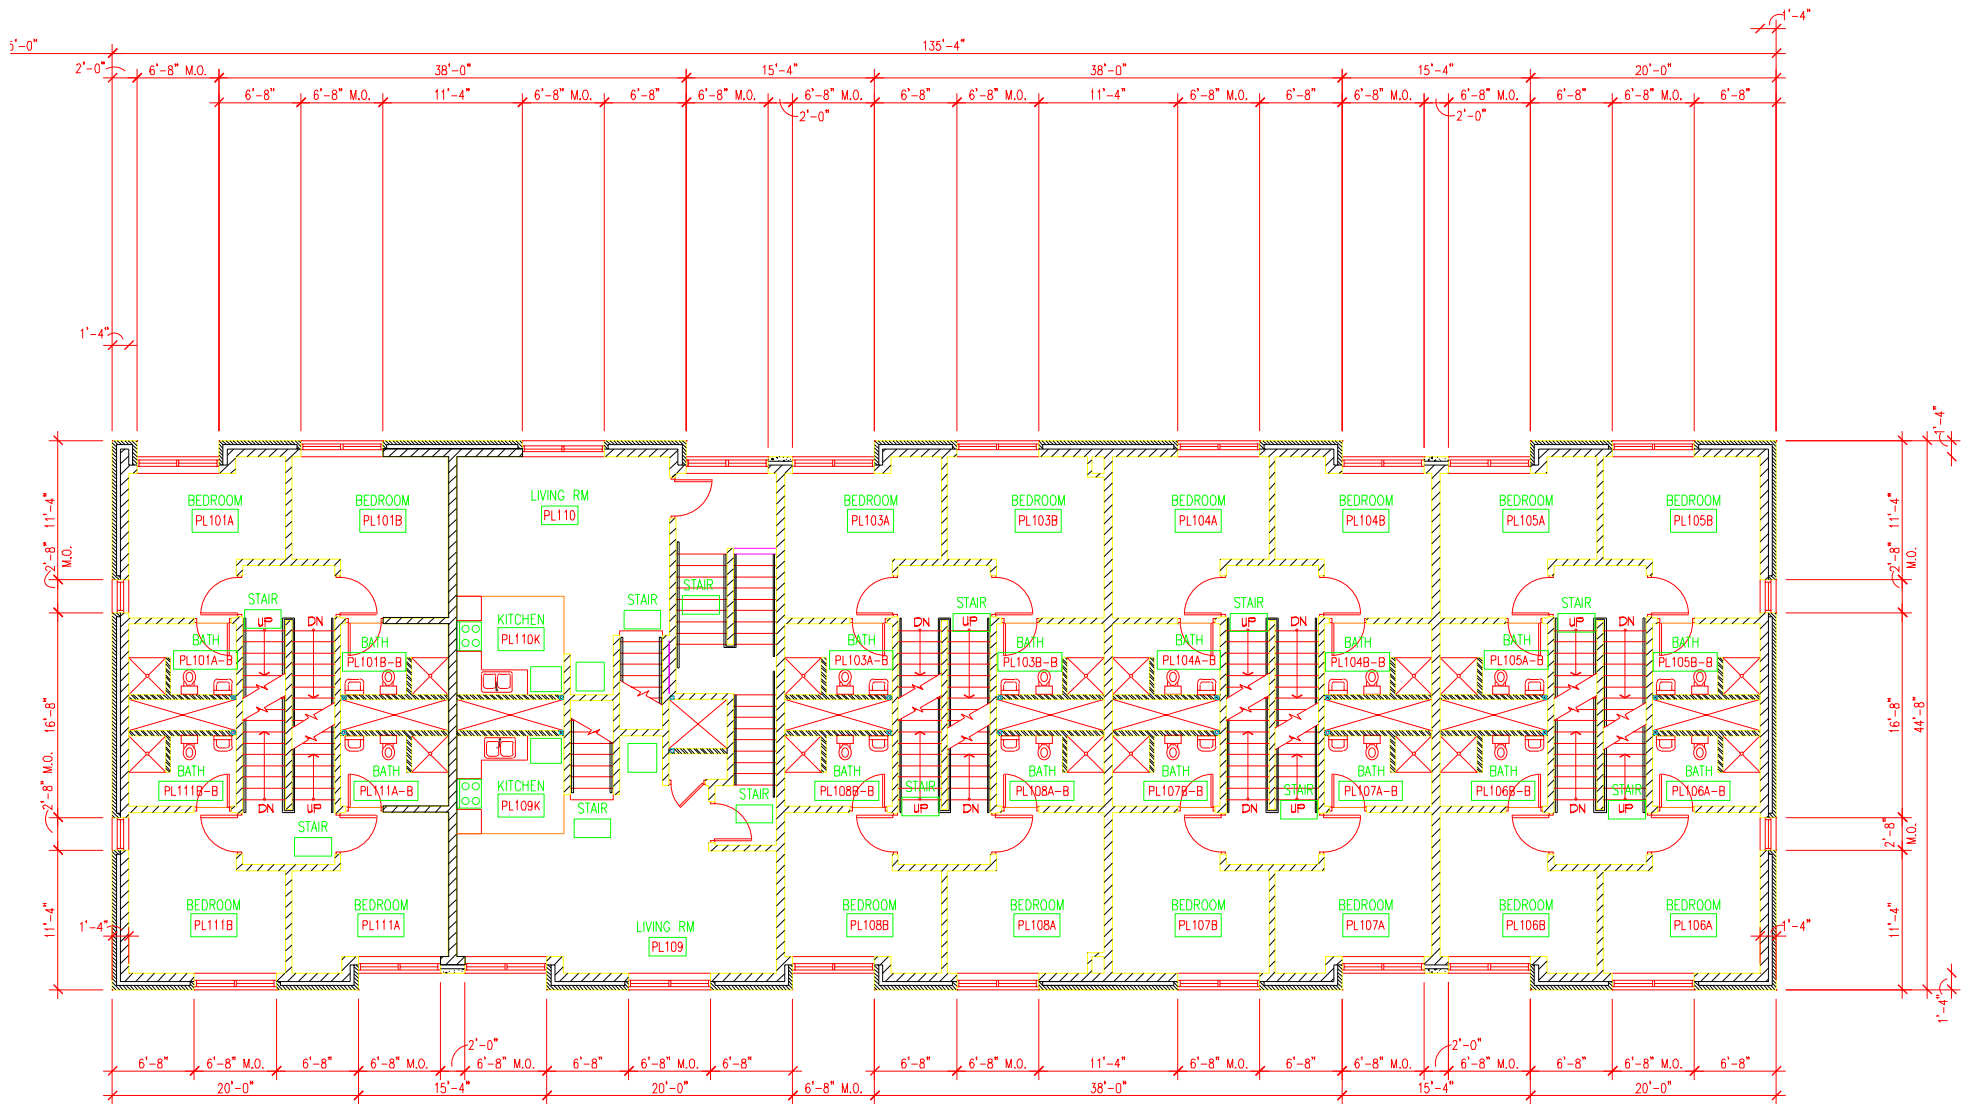 1'-4"
'-0"
135'-4"
2'-0" 6'-8" M.O. 38'-0" 15'-4" 38'-0" 15'-4" 20'-0"
6'-8" 6'-8" M.O. 11'-4" 6'-8" M.O. 6'-8" 6'-8" M.O. 6'-8" M.O. 6'-8" 6'-8" M.O. 11'-4" 6'-8" M.O. 6'-8" 6'-8" M.O. 6'-8" M.O. 6'-8" 6'-8" M.O. 6'-8"
2'-0" 2'-0"
1'-4"
1'-4"
BEDROOM BEDROOM LIVING RM BEDROOM BEDROOM BEDROOM BEDROOM BEDROOM BEDROOM
PL101A PL101B PL110 PL103A PL103B PL104A PL104B PL105A PL105B
11'-4" 11'-4"
2'-8" M.O. 2'-8" M.O.
STAIR STAIR STAIR STAIR STAIR STAIR
UP DN KITCHEN DN UP UP DN UP DN
BATH BATH PL110K BATH BATH BATH BATH BATH BATH
PL101A-B PL101B-B PL103A-B PL103B-B PL104A-B PL104B-B PL105A-B PL105B-B
16'-8" 16'-8" 44'-8"
BATH BATH KITCHEN BATH BATH BATH BATH BATH BATH
PL111B-B PL111A-B PL109K PL108B-B PL108A-B PL107B-B PL107A-B PL106B-B PL106A-B
STAIR STAIR STAIR STAIR
DN UP STAIR UP DN DN UP DN UP
STAIR
2'-8" M.O. 2'-8" M.O.
BEDROOM BEDROOM BEDROOM BEDROOM BEDROOM BEDROOM BEDROOM BEDROOM
PL111B PL111A PL108B PL108A PL107B PL107A PL106B PL106A
LIVING RM
PL109
11'-4" 1'-4" 11'-4" 1'-4"
1'-4"
2'-0" 2'-0"
6'-8" 6'-8" M.O. 6'-8" 6'-8" M.O. 6'-8" M.O. 6'-8" 6'-8" M.O. 6'-8" 6'-8" 6'-8" M.O. 11'-4" 6'-8" M.O. 6'-8" 6'-8" M.O. 6'-8" M.O. 6'-8" 6'-8" M.O. 6'-8"
20'-0" 15'-4" 20'-0" 6'-8" M.O. 38'-0" 15'-4" 20'-0"